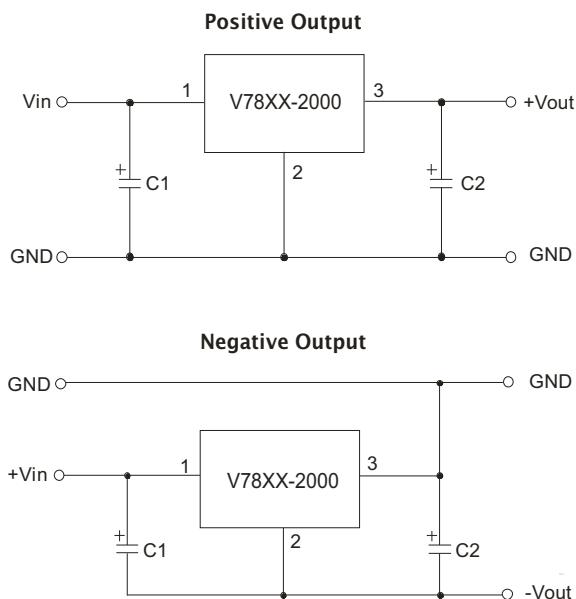 Positive Output
Vin
1
V78XX-2000
3
+Vout
2
+
C1
+
C2
GND
GND
Negative Output
GND
GND
+Vin
1
V78XX-2000
3
2
+
C1
+
C2
-Vout